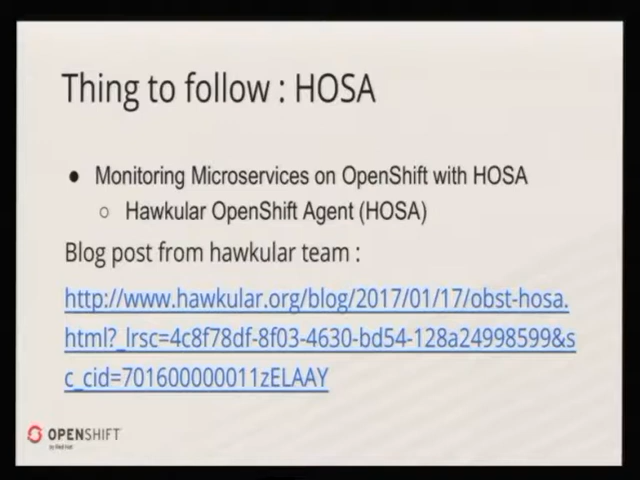 Thing to follow : HOSA
● Monitoring Microservices on OpenShift with HOSA
○ Hawkular OpenShift Agent (HOSA)
Blog post from hawkular team :
http://www.hawkular.org/blog/2017/01/17/obst-hosa.
html?_lrsc=4c8f78df-8f03-4630-bd54-128a24998599&s
c_cid=701600000011zELAAY
OPENSHIFT
by Red Hat